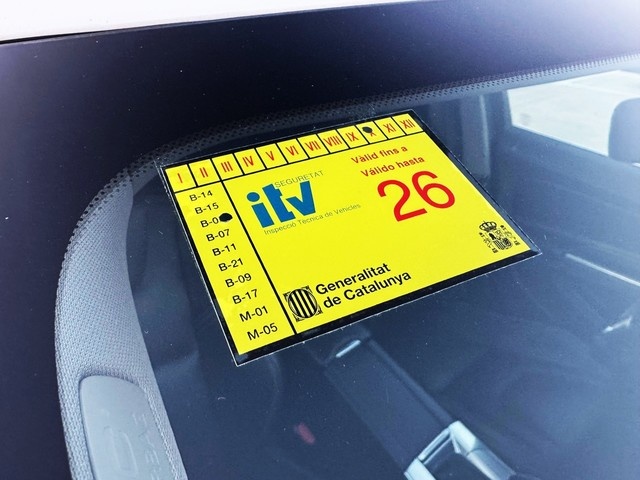 I II III IV V VI VII VIII IX XI XII
B-14
B-15
B-07
B-11
B-21
B-09
B-17
M-01
M-05
SEGURETAT
itv
Inspecció Tècnica de Vehicles
Vàlid fins a
Válido hasta
26
Generalitat
de Catalunya